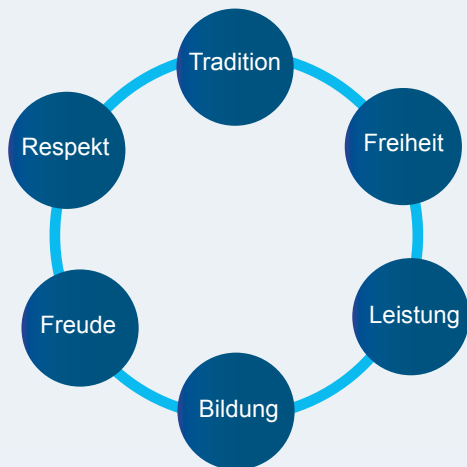 Tradition
Freiheit
Leistung
Bildung
Freude
Respekt